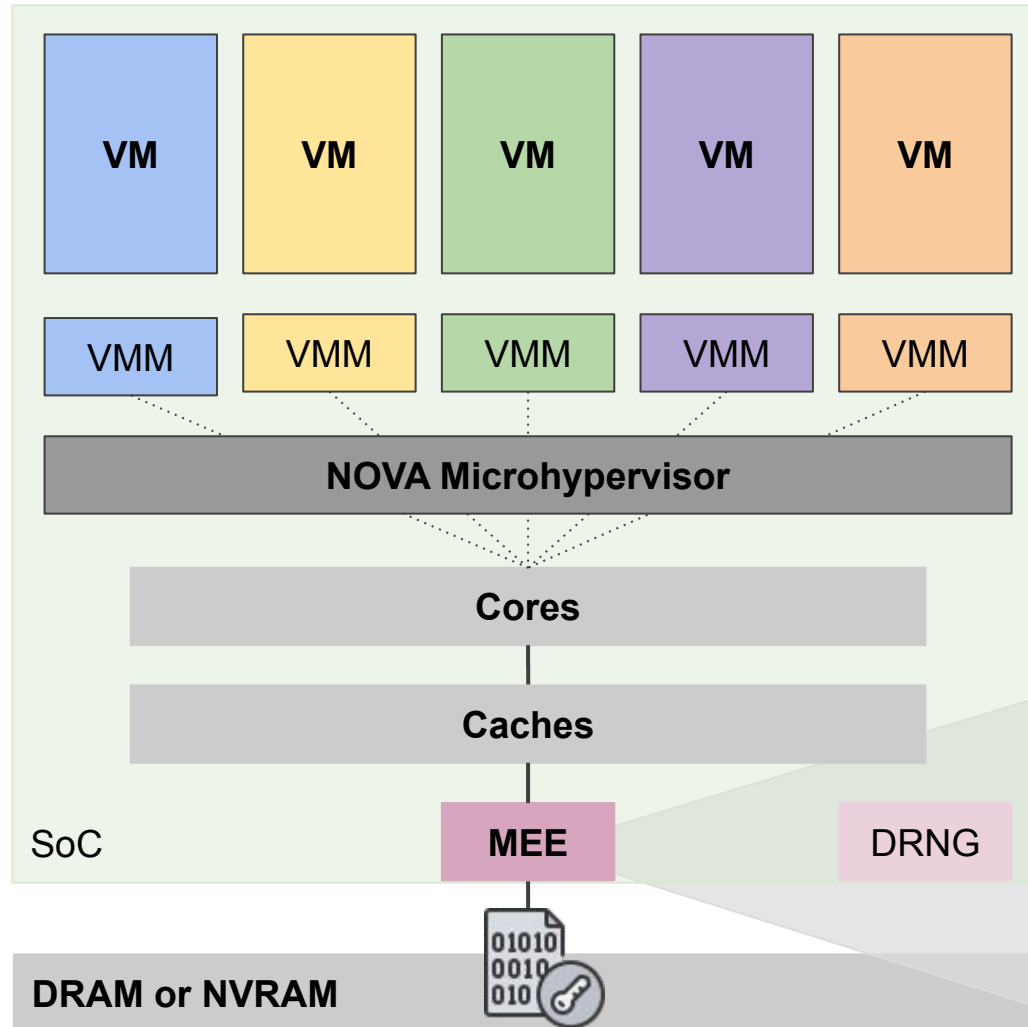 VM VM VM VM VM
VMM VMM VMM VMM VMM
NOVA Microhypervisor
Cores
Caches
SoC MEE DRNG
01010
0010
010
DRAM or NVRAM